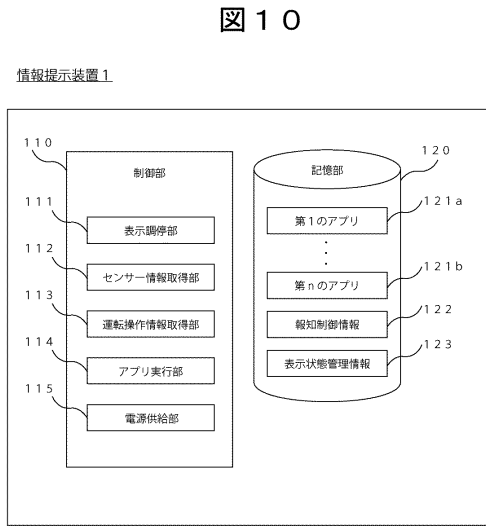 図１０
情報提示装置１
１１０
制御部
１１１
表示調停部
１１２
センサー情報取得部
１１３
運転操作情報取得部
１１４
アプリ実行部
１１５
電源供給部
１２０
記憶部
１２１a
第１のアプリ
１２１b
第ｎのアプリ
１２２
報知制御情報
１２３
表示状態管理情報